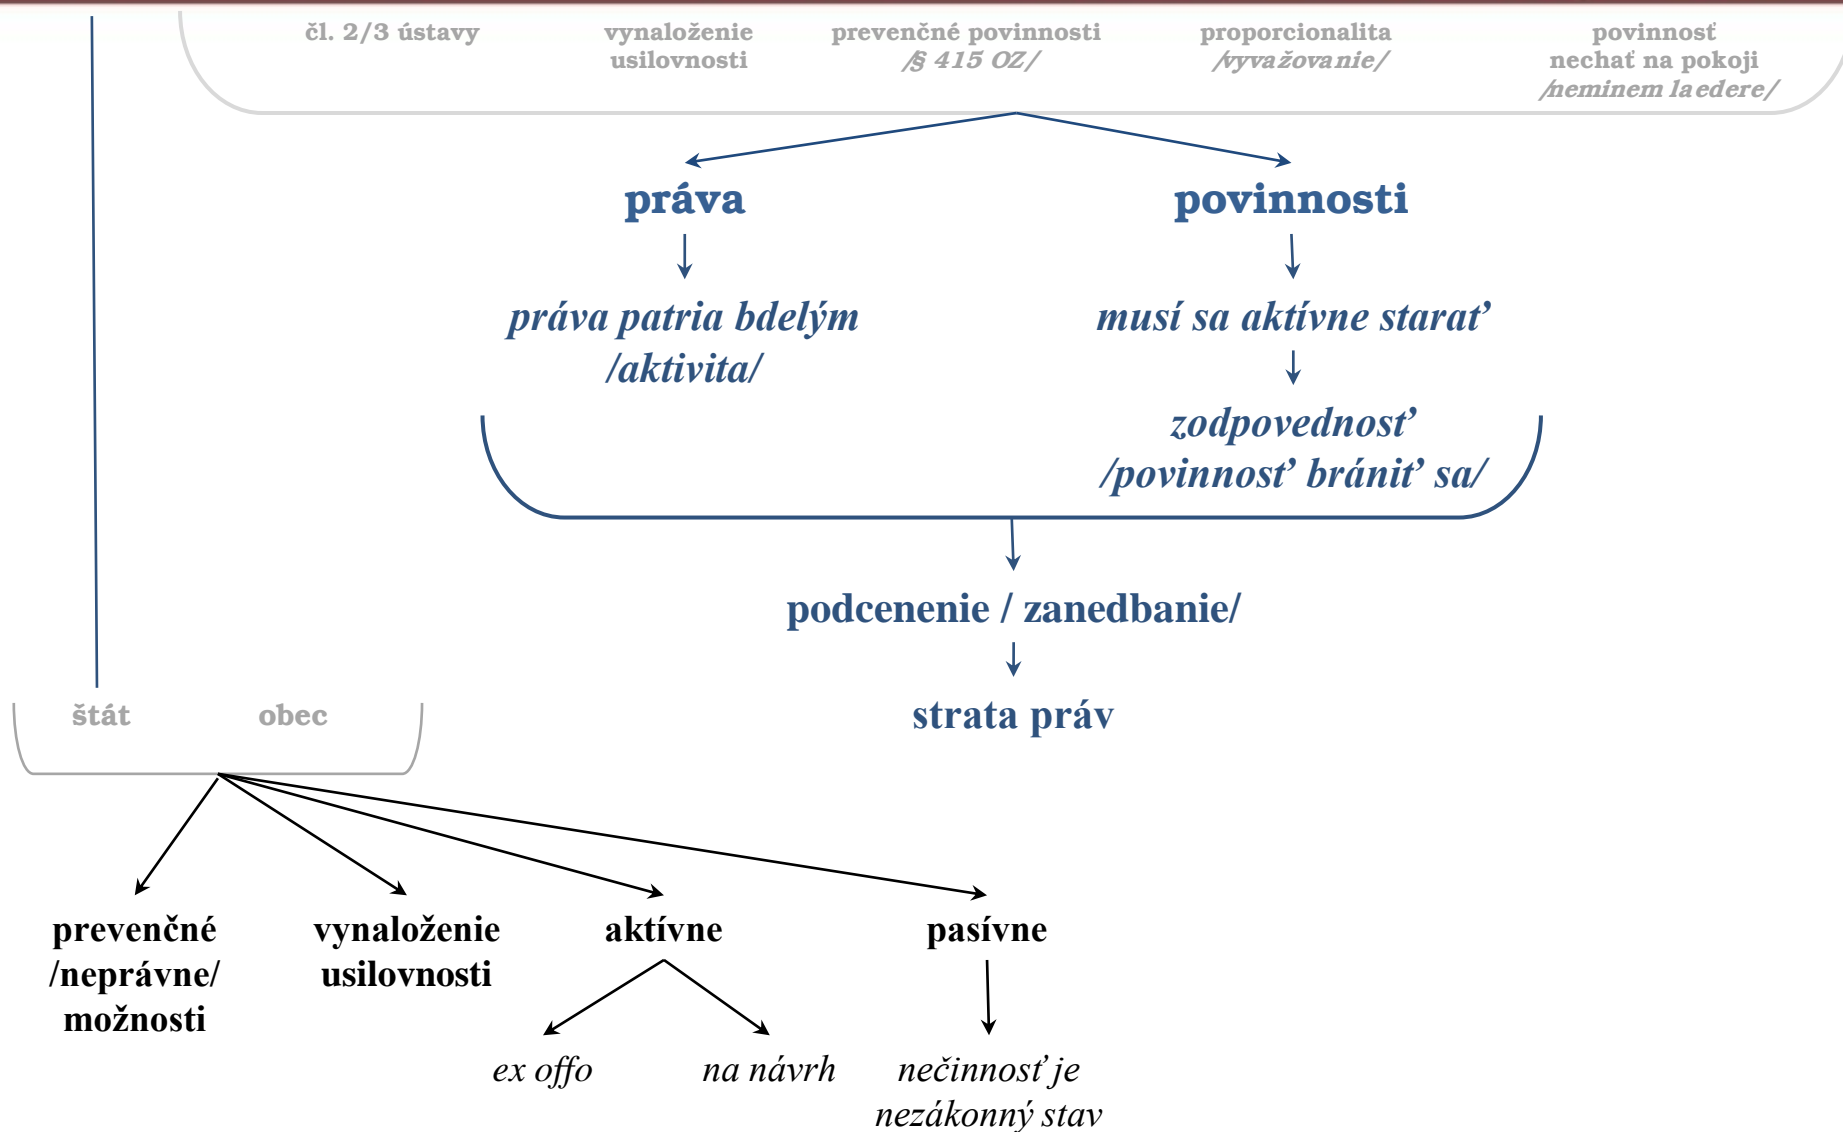 čl. 2/3 ústavy
vynaloženie
usilovnosti
prevenčné povinnosti
/§ 415 OZ/
proporcionalita
/vyvažovanie/
povinnosť
nechať na pokoji
/neminem laedere/
práva
povinnosti
práva patria bdelým
/aktivita/
musí sa aktívne starať
zodpovednosť
/povinnosť brániť sa/
podcenenie / zanedbanie/
strata práv
štát
obec
prevenčné
/neprávne/
možnosti
vynaloženie
usilovnosti
aktívne
pasívne
ex offo
na návrh
nečinnosť je
nezákonný stav